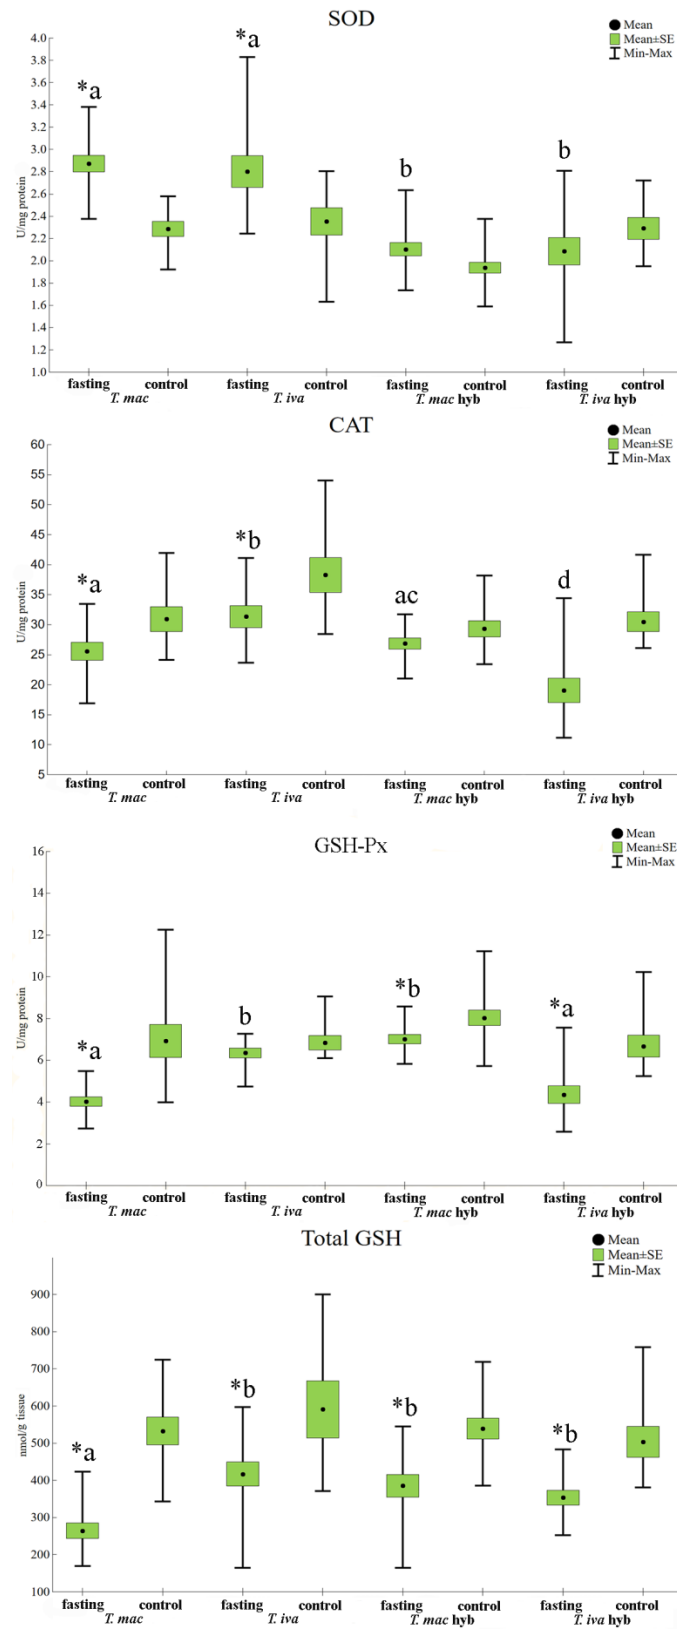 SOD
Mean
Mean±SE
Min-Max
4.0
3.8
3.6
3.4
3.2
3.0
2.8
2.6
2.4
2.2
2.0
1.8
1.6
1.4
1.2
1.0
U/mg protein
*a
*a
b
b
fasting control fasting control fasting control fasting control
T. mac T. iva T. mac hyb T. iva hyb
CAT
Mean
Mean±SE
Min-Max
60
55
50
45
40
35
30
25
20
15
10
5
U/mg protein
*a
*b
ac
d
fasting control fasting control fasting control fasting control
T. mac T. iva T. mac hyb T. iva hyb
GSH-Px
Mean
Mean±SE
Min-Max
16
14
12
10
8
6
4
2
0
U/mg protein
*a
b
*b
*a
fasting control fasting control fasting control fasting control
T. mac T. iva T. mac hyb T. iva hyb
Total GSH
Mean
Mean±SE
Min-Max
900
800
700
600
500
400
300
200
100
nmol/g tissue
*a
*b
*b
*b
fasting control fasting control fasting control fasting control
T. mac T. iva T. mac hyb T. iva hyb